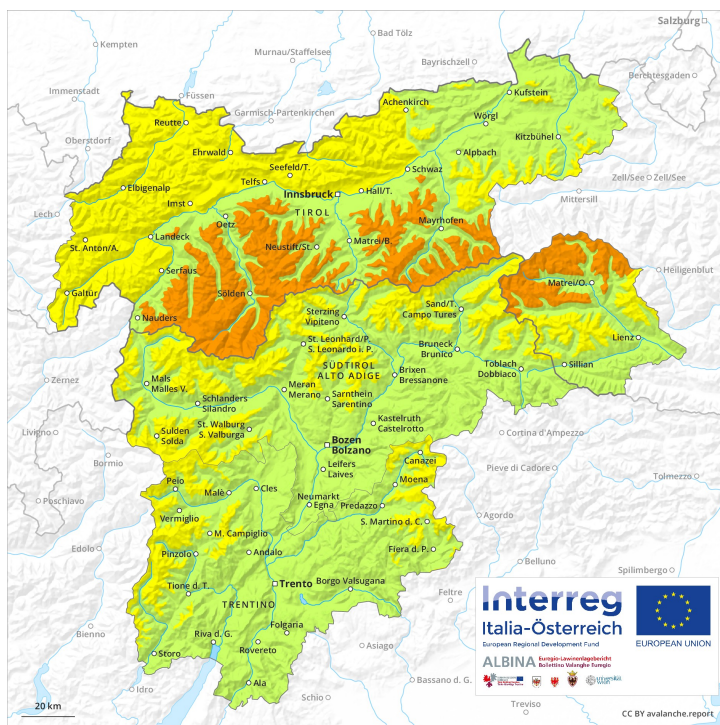 Salzburg
Bad Tölz
Kempten
Murnau/Staffelsee
Bayrischzell
Berchtesgaden
Immenstadt
Füssen
Garmisch-Partenkirchen
Achenkirch
Kufstein
Reutte
Wörgl
Oberstdorf
Ehrwald
Kitzbühel
Seefeld/T.
Alpbach
Telfs
Schwaz
Zell/See
Zell/See
Elbigenalp
Innsbruck
Hall/T.
Mittersill
Imst
Lech
TIROL
Oetz
Mayrhofen
St. Anton/A.
Landeck
Neustift/St.
Matrei/B.
Heiligenblut
Serfaus
Matrei/O.
Galtür
Sölden
Nauders
Sterzing
Vipiteno
Sand/T.
Campo Tures
Lienz
St. Leonhard/P.
S. Leonardo i. P.
Bruneck
Brunico
Toblach
Dobbiaco
Sillian
Zernez
Mals
Malles V.
SÜDTIROL
ALTO ADIGE
Brixen
Bressanone
Meran
Merano
Schlanders
Silandro
Sarnthein
Sarentino
Livigno
St. Walburg
S. Valburga
Kastelruth
Castelrotto
Sulden
Solda
Cortina d'Ampezzo
Bozen
Bolzano
Bormio
Canazei
Pieve di Cadore
Leifers
Laives
Tolmezzo
Poschiavo
Peio
Malè
Cles
Moena
Neumarkt
Egna
Predazzo
Vermiglio
Agordo
M. Campiglio
S. Martino d. C.
Edolo
Pinzolo
Andalo
Fiera d. P.
Belluno
Tione d. T.
Trento
Borgo Valsugana
Spilimbergo
Feltre
TRENTINO
Folgaria
Bienno
Riva d. G.
Rovereto
Asiago
Storo
Idro
Ala
Schio
Bassano d. G.
Treviso
20 km
Interreg
Italia-Österreich
European Regional Development Fund
EUROPEAN UNION
ALBINA
Euregio-Lawinenlagebericht
Bollettino Valanghe Euregio
CC BY avalanche.report